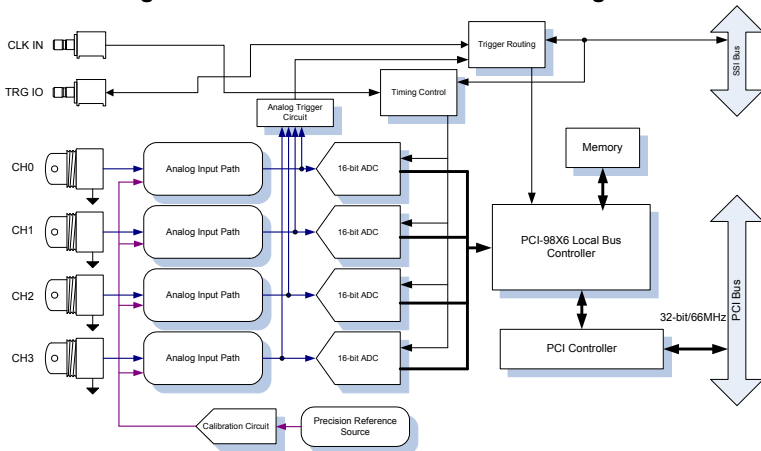 CLK IN
TRG IO
Trigger Routing
Timing Control
Analog Trigger
Circuit
SSI Bus
CH0
Analog Input Path
16-bit ADC
Memory
CH1
Analog Input Path
16-bit ADC
PCI-98X6 Local Bus
Controller
CH2
Analog Input Path
16-bit ADC
PCI Bus
32-bit/66MHz
CH3
Analog Input Path
16-bit ADC
PCI Controller
Calibration Circuit
Precision Reference
Source